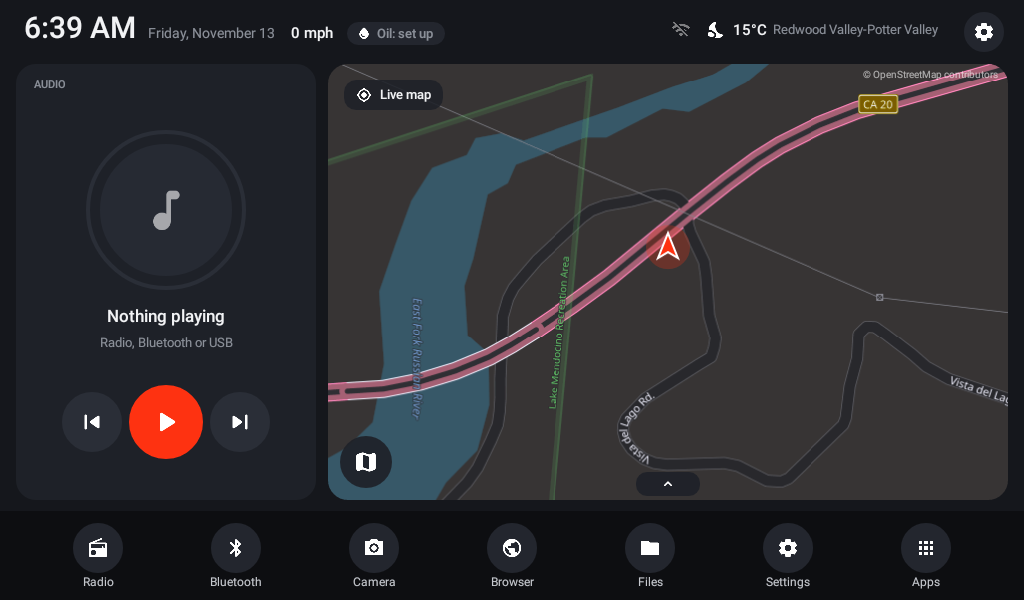 6:39 AM Friday, November 13 0 mph Oil: set up 15°C Redwood Valley-Potter Valley
AUDIO
Nothing playing
Radio, Bluetooth or USB
Live map
© OpenStreetMap contributors
CA 20
East Fork Russian River
Lake Mendocino Recreation Area
Vista del Lago Rd.
Vista del Lag
Radio Bluetooth Camera Browser Files Settings Apps